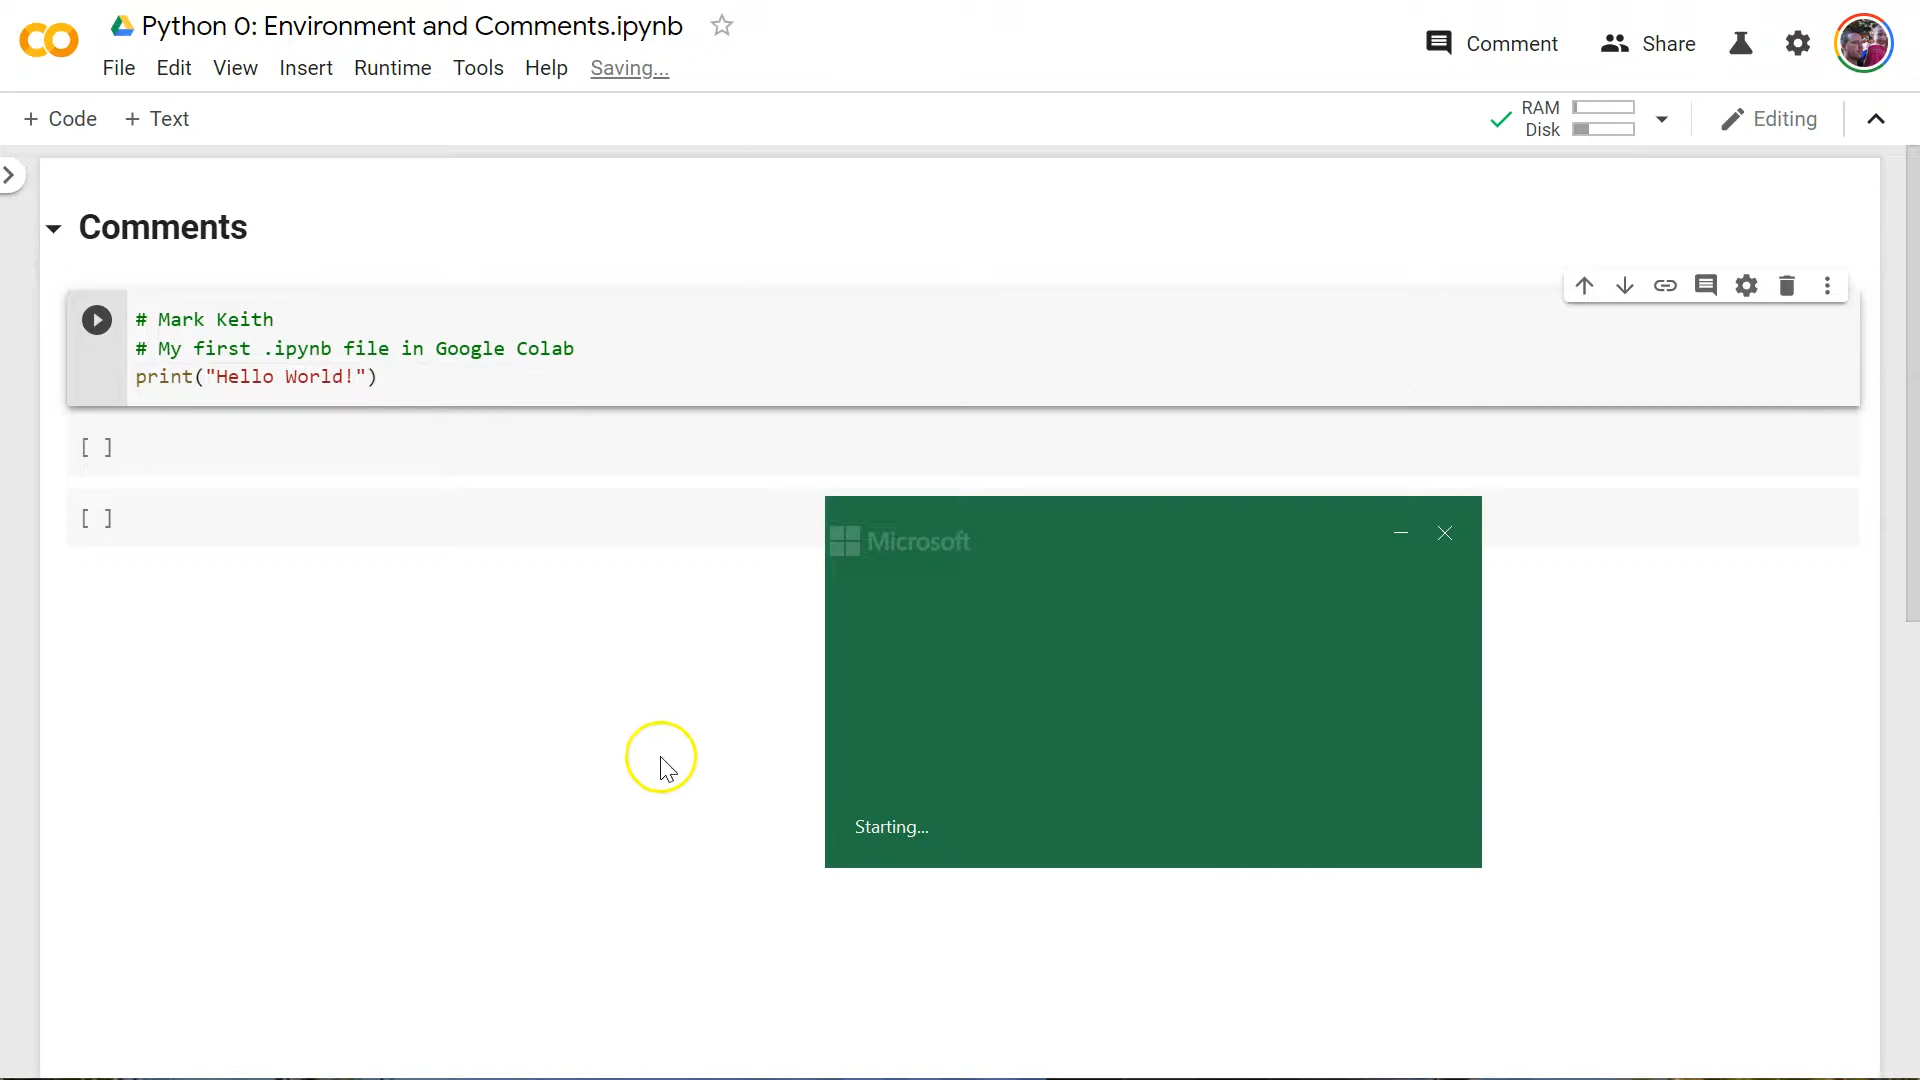 Python 0: Environment and Comments.ipynb
Comment
Share
File Edit View Insert Runtime Tools Help Saving...
+ Code + Text
RAM
Disk
Editing
Comments
# Mark Keith
# My first .ipynb file in Google Colab
print("Hello World!")
[ ]
[ ]
Microsoft
Starting...